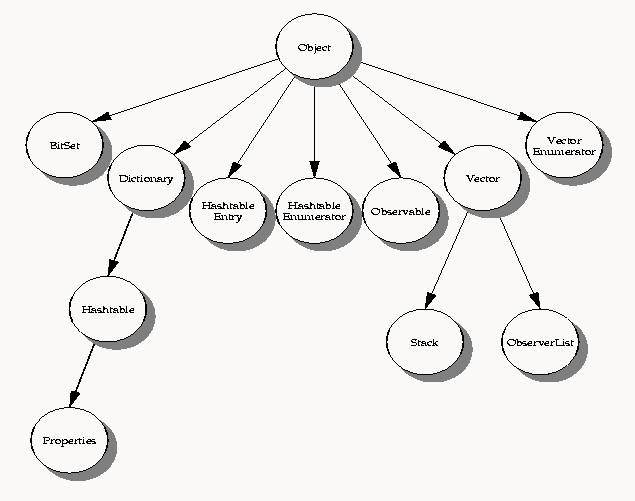 Object
BitSet
Dictionary
Hashtable
Entry
Hashtable
Enumerator
Observable
Vector
Vector
Enumerator
Hashtable
Stack
ObserverList
Properties